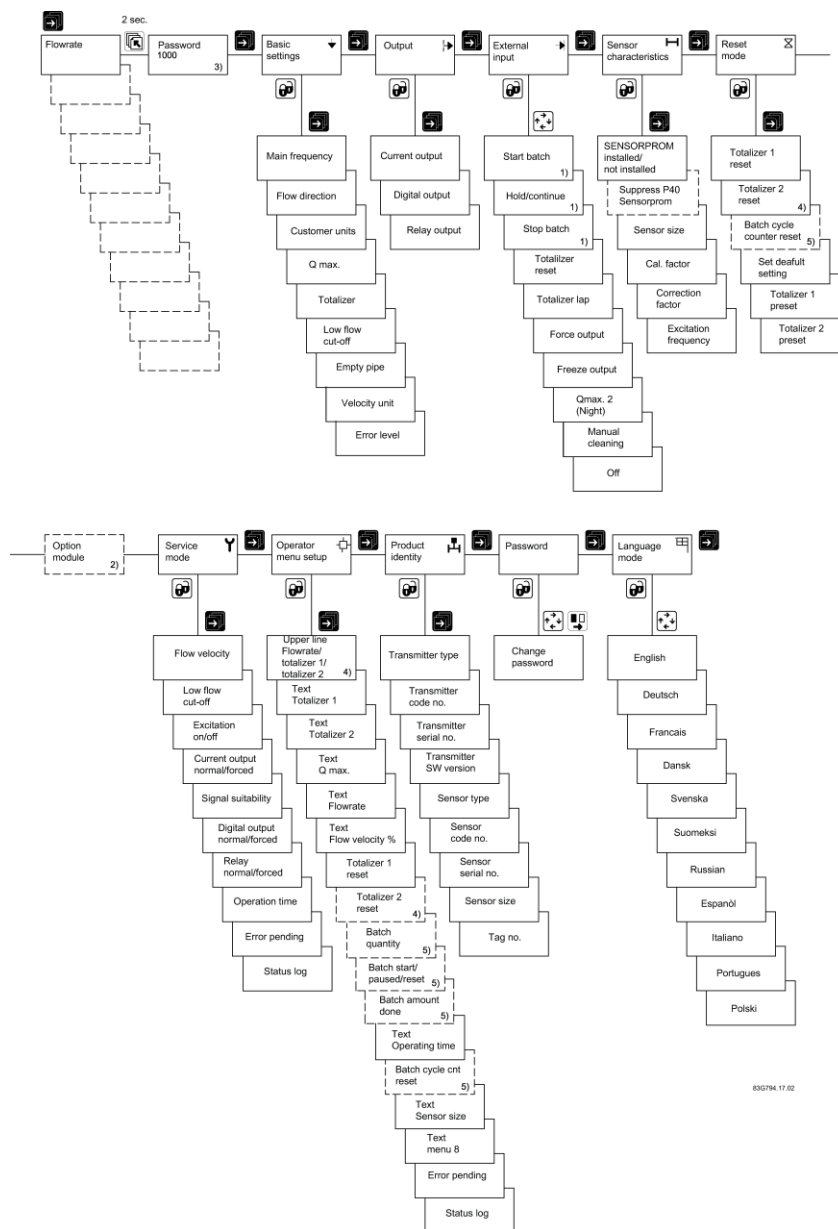 2 sec.
Flowrate
Password
1000
3)
Basic
settings
Output
External
input
Sensor
characteristics
Reset
mode
Main frequency
Flow direction
Customer units
Q max.
Totalizer
Low flow
cut-off
Empty pipe
Velocity unit
Error level
Current output
Digital output
Relay output
Start batch
1)
Hold/continue
1)
Stop batch
1)
Totalilzer
reset
Totalizer lap
Force output
Freeze output
Qmax. 2
(Night)
Manual
cleaning
Off
SENSORPROM
installed/
not installed
Suppress P40
Sensorprom
Sensor size
Cal. factor
Correction
factor
Excitation
frequency
Totalizer 1
reset
Totalizer 2
reset
4)
Batch cycle
counter reset
5)
Set deafult
setting
Totalizer 1
preset
Totalizer 2
preset
Option
module
2)
Service
mode
Operator
menu setup
Product
identity
Password
Language
mode
Flow velocity
Low flow
cut-off
Excitation
on/off
Current output
normal/forced
Signal suitability
Digital output
normal/forced
Relay
normal/forced
Operation time
Error pending
Status log
Upper line
Flowrate/
totalizer 1/
totalizer 2
4)
Text
Totalizer 1
Text
Totalizer 2
Text
Q max.
Text
Flowrate
Text
Flow velocity %
Totalizer 1
reset
Totalizer 2
reset
4)
Batch
quantity
5)
Batch start/
paused/reset
5)
Batch amount
done
5)
Text
Operating time
Batch cycle cnt
reset
5)
Text
Sensor size
Text
menu 8
Error pending
Status log
Transmitter type
Transmitter
code no.
Transmitter
serial no.
Transmitter
SW version
Sensor type
Sensor
code no.
Sensor
serial no.
Sensor size
Tag no.
Change
password
English
Deutsch
Francais
Dansk
Svenska
Suomeksi
Russian
Espanòl
Italiano
Portugues
Polski
83G794.17.02